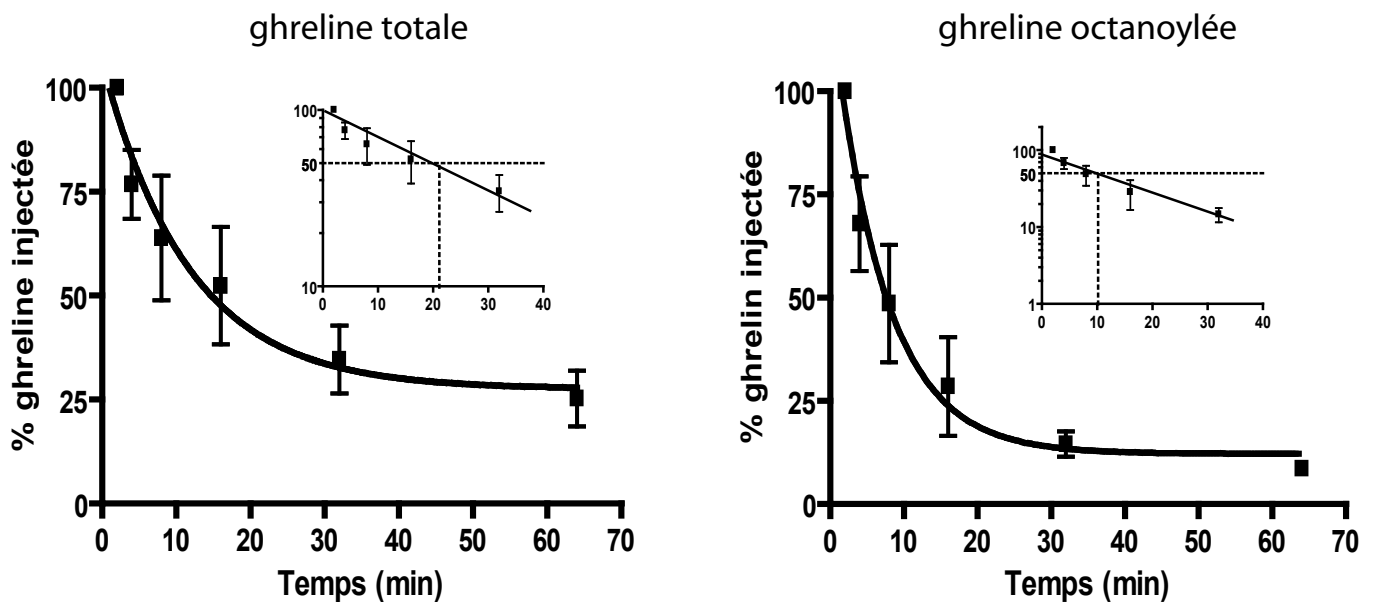 ghreline totale
100
75
50
25
0
% ghreline injectée
0 10 20 30 40 50 60 70
Temps (min)
100
50
10
0 10 20 30 40
ghreline octanoylée
100
75
50
25
0
% ghrelin injectée
0 10 20 30 40 50 60 70
Temps (min)
100
50
10
1
0 10 20 30 40